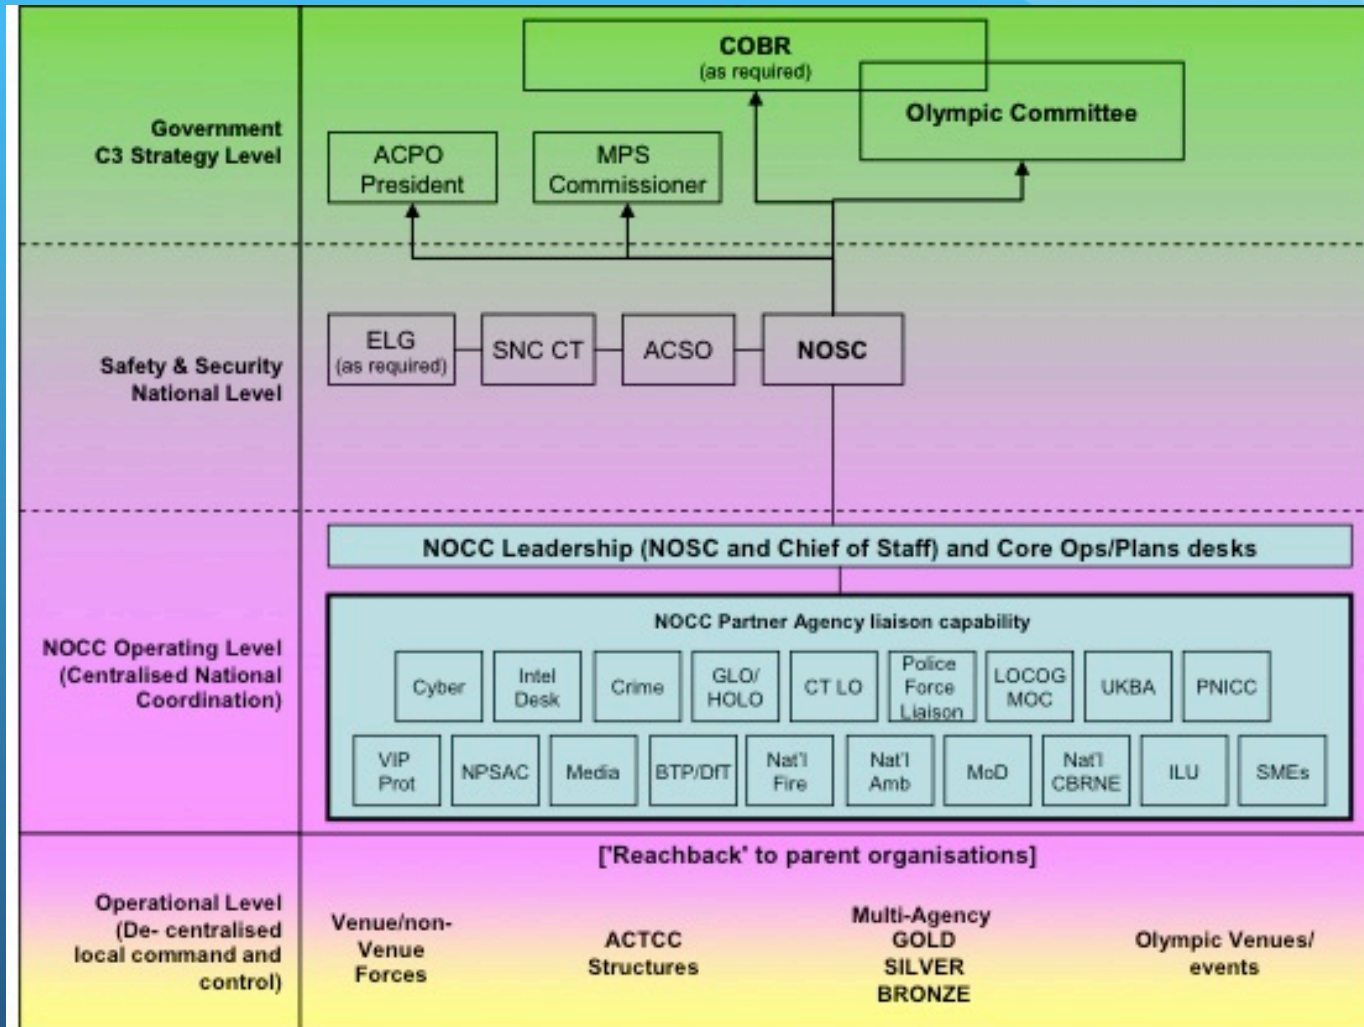 COBR
(as required)
Olympic Committee
Government
C3 Strategy Level
ACPO
President
MPS
Commissioner
Safety & Security
National Level
ELG
(as required)
SNC CT
ACSO
NOSC
NOCC Leadership (NOSC and Chief of Staff) and Core Ops/Plans desks
NOCC Operating Level
(Centralised National
Coordination)
NOCC Partner Agency liaison capability
Cyber
Intel
Desk
Crime
GLO/
HOLO
CT LO
Police
Force
Liaison
LOCOG
MOC
UKBA
PNICC
VIP
Prot
NPSAC
Media
BTP/DfT
Nat'l
Fire
Nat'l
Amb
MoD
Nat'l
CBRNE
ILU
SMEs
['Reachback' to parent organisations]
Operational Level
(De- centralised
local command and
control)
Venue/non-
Venue
Forces
ACTCC
Structures
Multi-Agency
GOLD
SILVER
BRONZE
Olympic Venues/
events